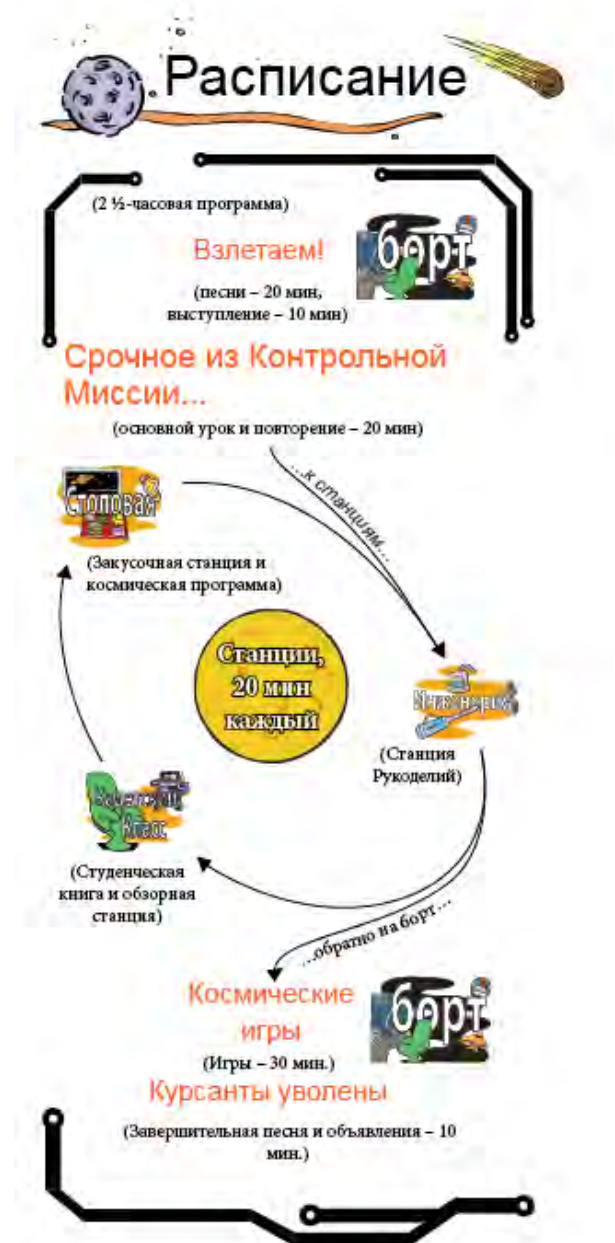 Расписание
(2 ½-часовая программа)
Взлетаем!
борт
(песни – 20 мин,
выступление – 10 мин)
Срочное из Контрольной
Миссии...
(основной урок и повторение – 20 мин)
...к станциям...
Столовая
(Закусочная станция и
космическая программа)
Станции,
20 мин
каждый
(Станция
Рукоделий)
Класс
(Студенческая
книга и обзорная
станция)
...обратно на борт...
Космические
игры
борт
(Игры – 30 мин.)
Курсанты уволены
(Завершительная песня и объявления – 10
мин.)